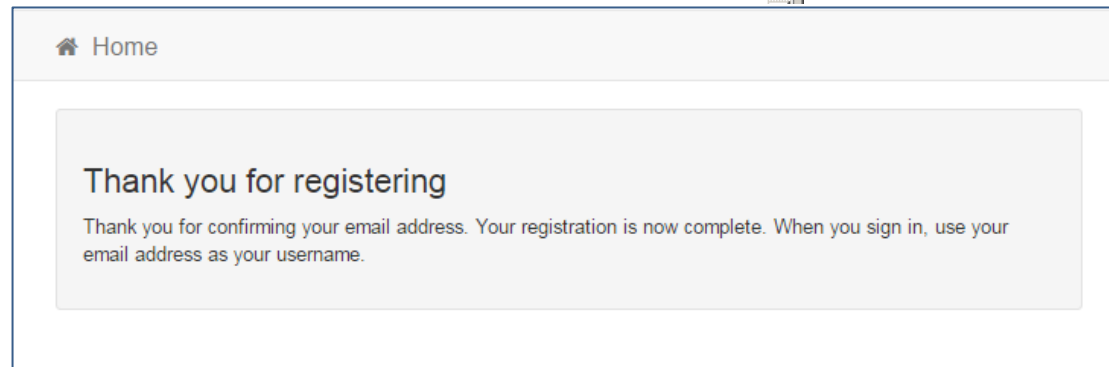 Home
Thank you for registering
Thank you for confirming your email address. Your registration is now complete. When you sign in, use your
email address as your username.